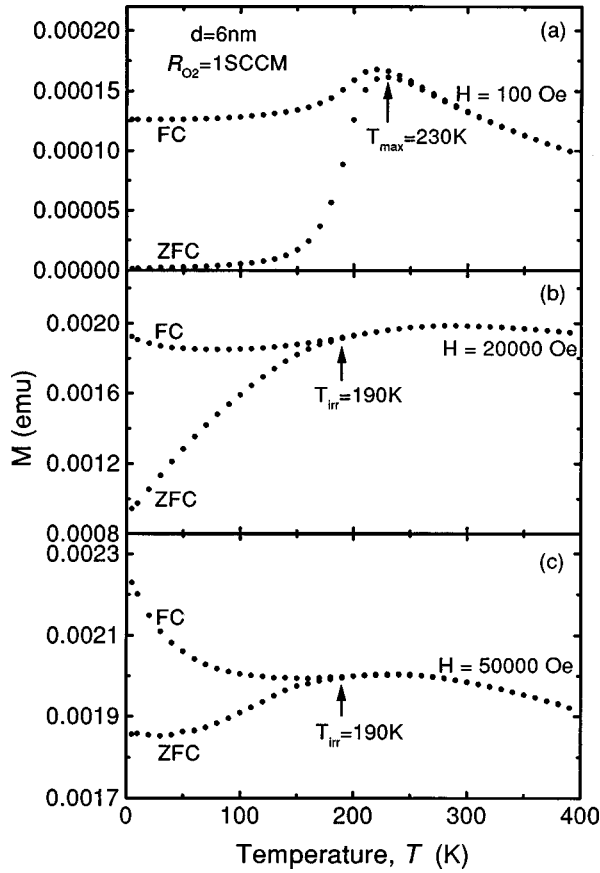 0.00020
0.00015
0.00010
0.00005
0.00000
d=6nm
R_O2=1SCCM
(a)
H = 100 Oe
T_max=230K
FC
ZFC
0.0020
0.0016
0.0012
0.0008
(b)
FC
H = 20000 Oe
T_irr=190K
ZFC
M (emu)
0.0023
0.0021
0.0019
0.0017
(c)
FC
H = 50000 Oe
T_irr=190K
ZFC
0 100 200 300 400
Temperature, T (K)